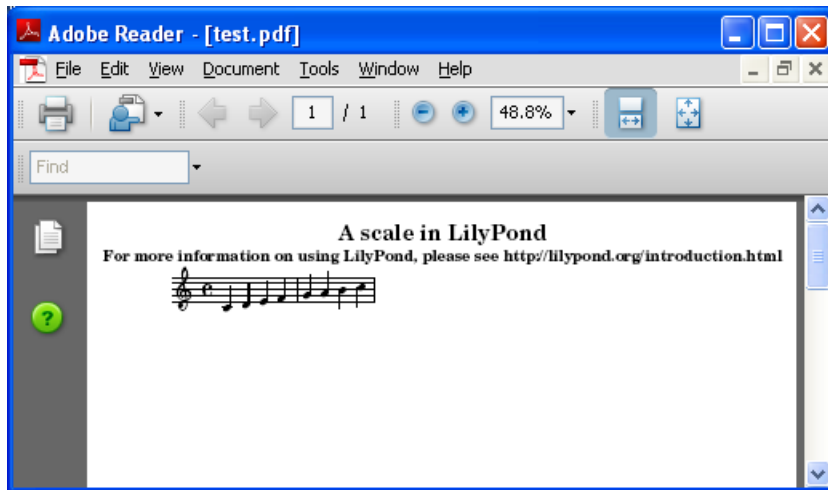 Adobe Reader - [test.pdf]
File Edit View Document Tools Window Help
1 / 1 48.8%
Find
A scale in LilyPond
For more information on using LilyPond, please see http://lilypond.org/introduction.html